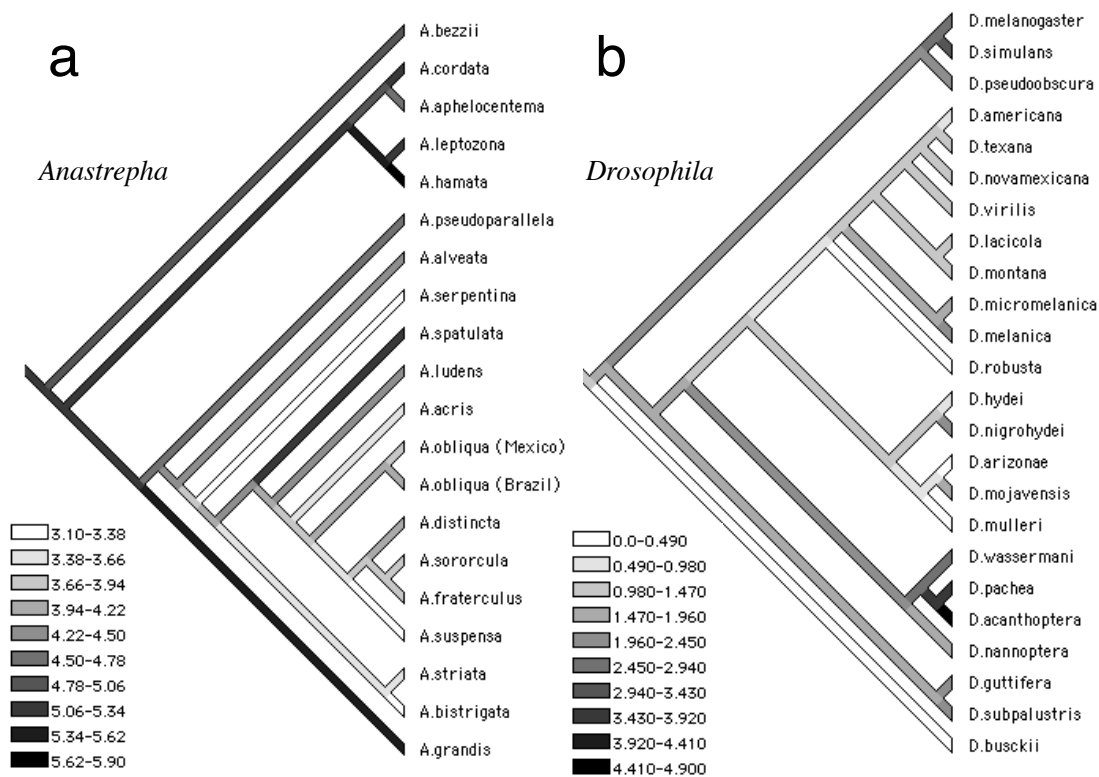 a
Anastrepha
A.bezzii
A.cordata
A.aphelocentema
A.leptozona
A.hamata
A.pseudoparallela
A.alveata
A.serpentina
A.spatulata
A.ludens
A.acris
A.obliqua (Mexico)
A.obliqua (Brazil)
A.distincta
A.sororcula
A.fraterculus
A.suspensa
A.striata
A.bistrigata
A.grandis
3.10-3.38
3.38-3.66
3.66-3.94
3.94-4.22
4.22-4.50
4.50-4.78
4.78-5.06
5.06-5.34
5.34-5.62
5.62-5.90
b
Drosophila
D.melanogaster
D.simulans
D.pseudoobscura
D.americana
D.texana
D.novamexicana
D.virilis
D.lacicola
D.montana
D.micromelanica
D.melanica
D.robusta
D.hydei
D.nigrohydei
D.arizonae
D.mojavensis
D.mulleri
D.wassermani
D.pachea
D.acanthoptera
D.nannoptera
D.guttifera
D.subpalustris
D.busckii
0.0-0.490
0.490-0.980
0.980-1.470
1.470-1.960
1.960-2.450
2.450-2.940
2.940-3.430
3.430-3.920
3.920-4.410
4.410-4.900